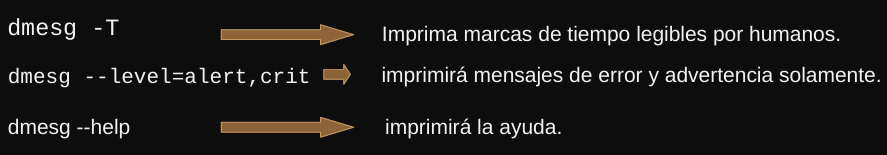 dmesg -T Imprima marcas de tiempo legibles por humanos.
dmesg --level=alert,crit imprimirá mensajes de error y advertencia solamente.
dmesg --help imprimirá la ayuda.